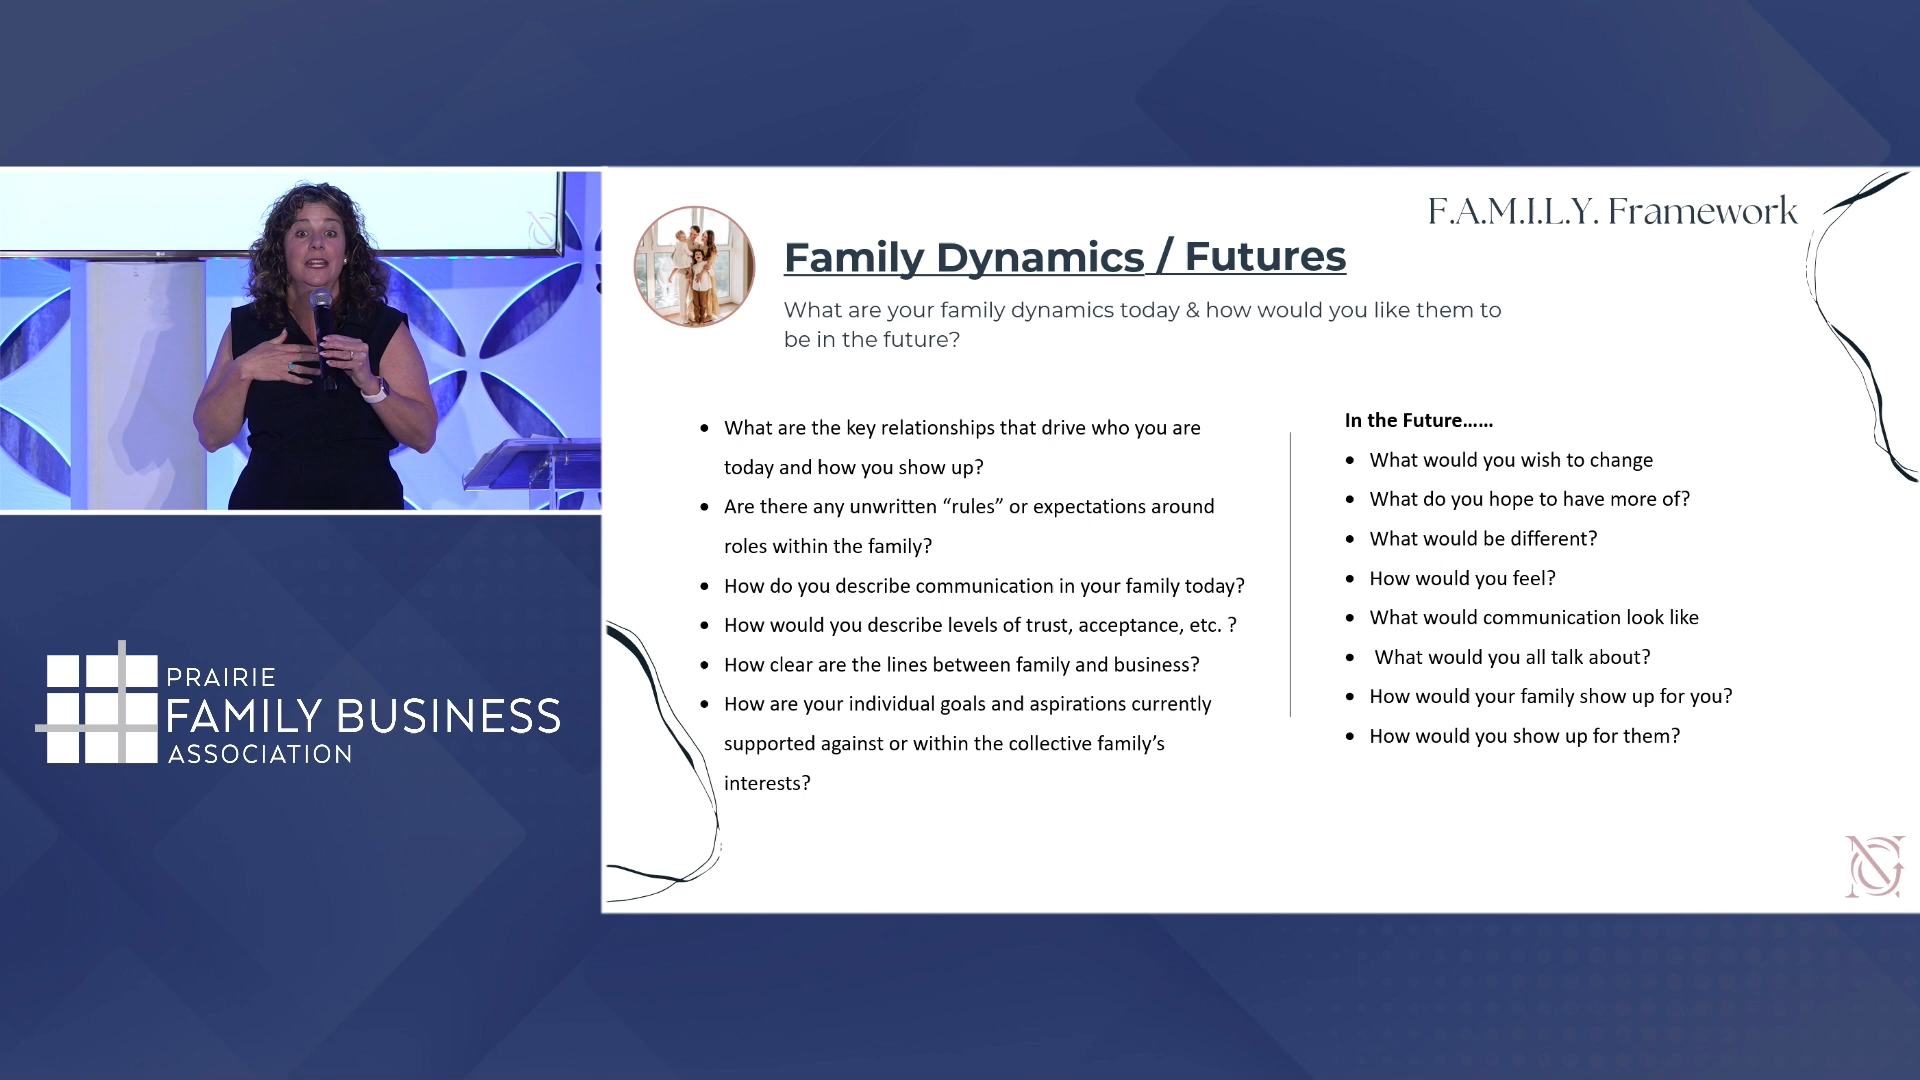 F.A.M.I.L.Y. Framework
Family Dynamics / Futures
What are your family dynamics today & how would you like them to
be in the future?
• What are the key relationships that drive who you are
today and how you show up?
• Are there any unwritten “rules” or expectations around
roles within the family?
• How do you describe communication in your family today?
• How would you describe levels of trust, acceptance, etc. ?
• How clear are the lines between family and business?
• How are your individual goals and aspirations currently
supported against or within the collective family’s
interests?
In the Future......
• What would you wish to change
• What do you hope to have more of?
• What would be different?
• How would you feel?
• What would communication look like
• What would you all talk about?
• How would your family show up for you?
• How would you show up for them?
PRAIRIE
FAMILY BUSINESS
ASSOCIATION